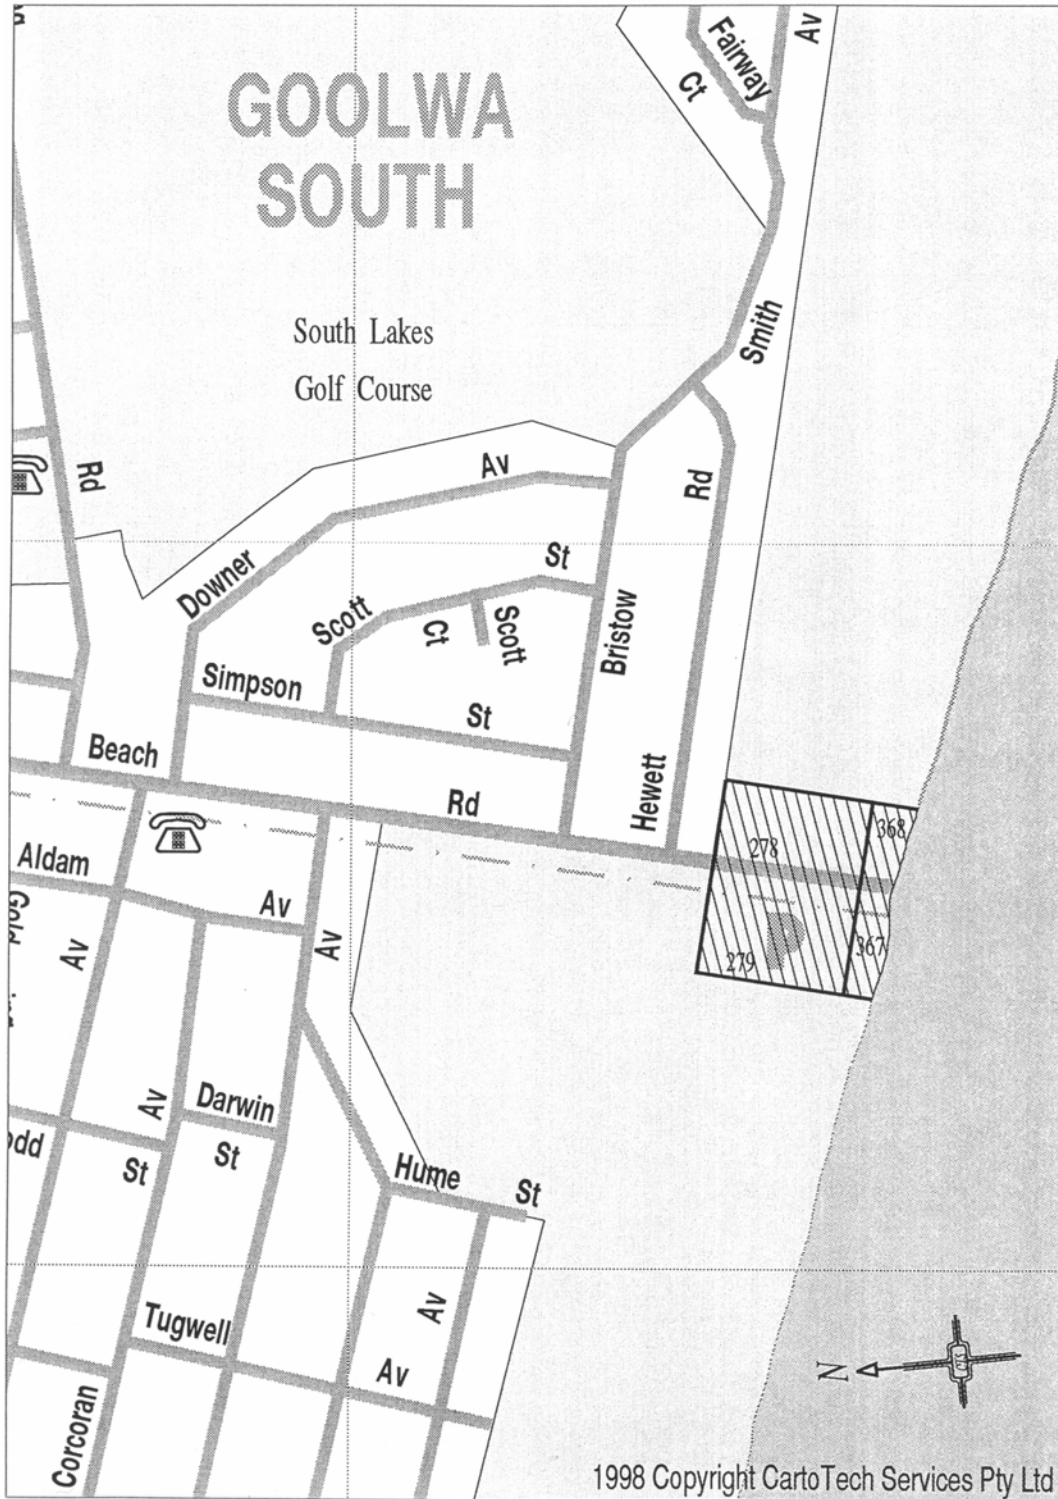 Fairway
Ct
Av
GOOLWA
SOUTH
South Lakes
Golf Course
Smith
Rd
Av
Rd
Downer
St
Scott
Ct
Scott
Bristow
Simpson
St
Beach
Rd
Hewett
278
368
279
367
P
Aldam
Av
Av
Av
Av
Darwin
St
St
Hume
St
Tugwell
Av
Av
Corcoran
N
1998 Copyright CartoTech Services Pty Ltd